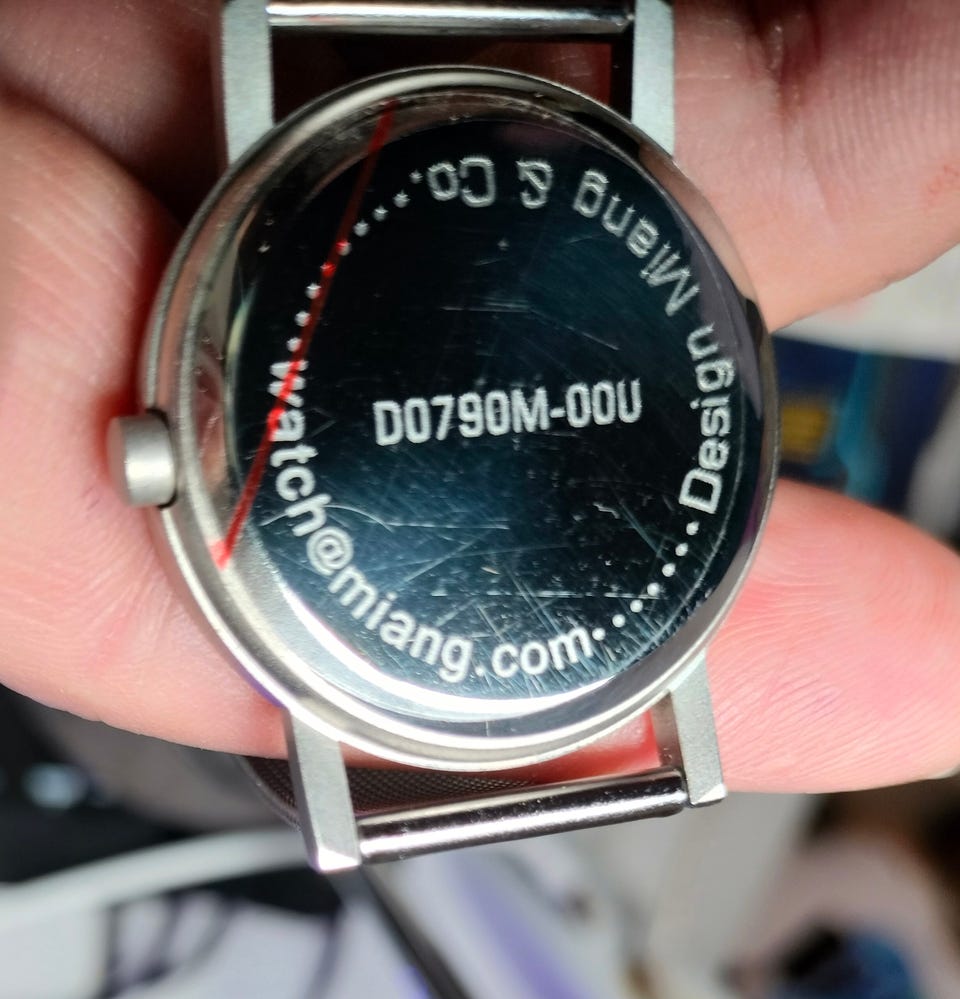 D0790M-00U
Design Miang & Co.
watch@miang.com